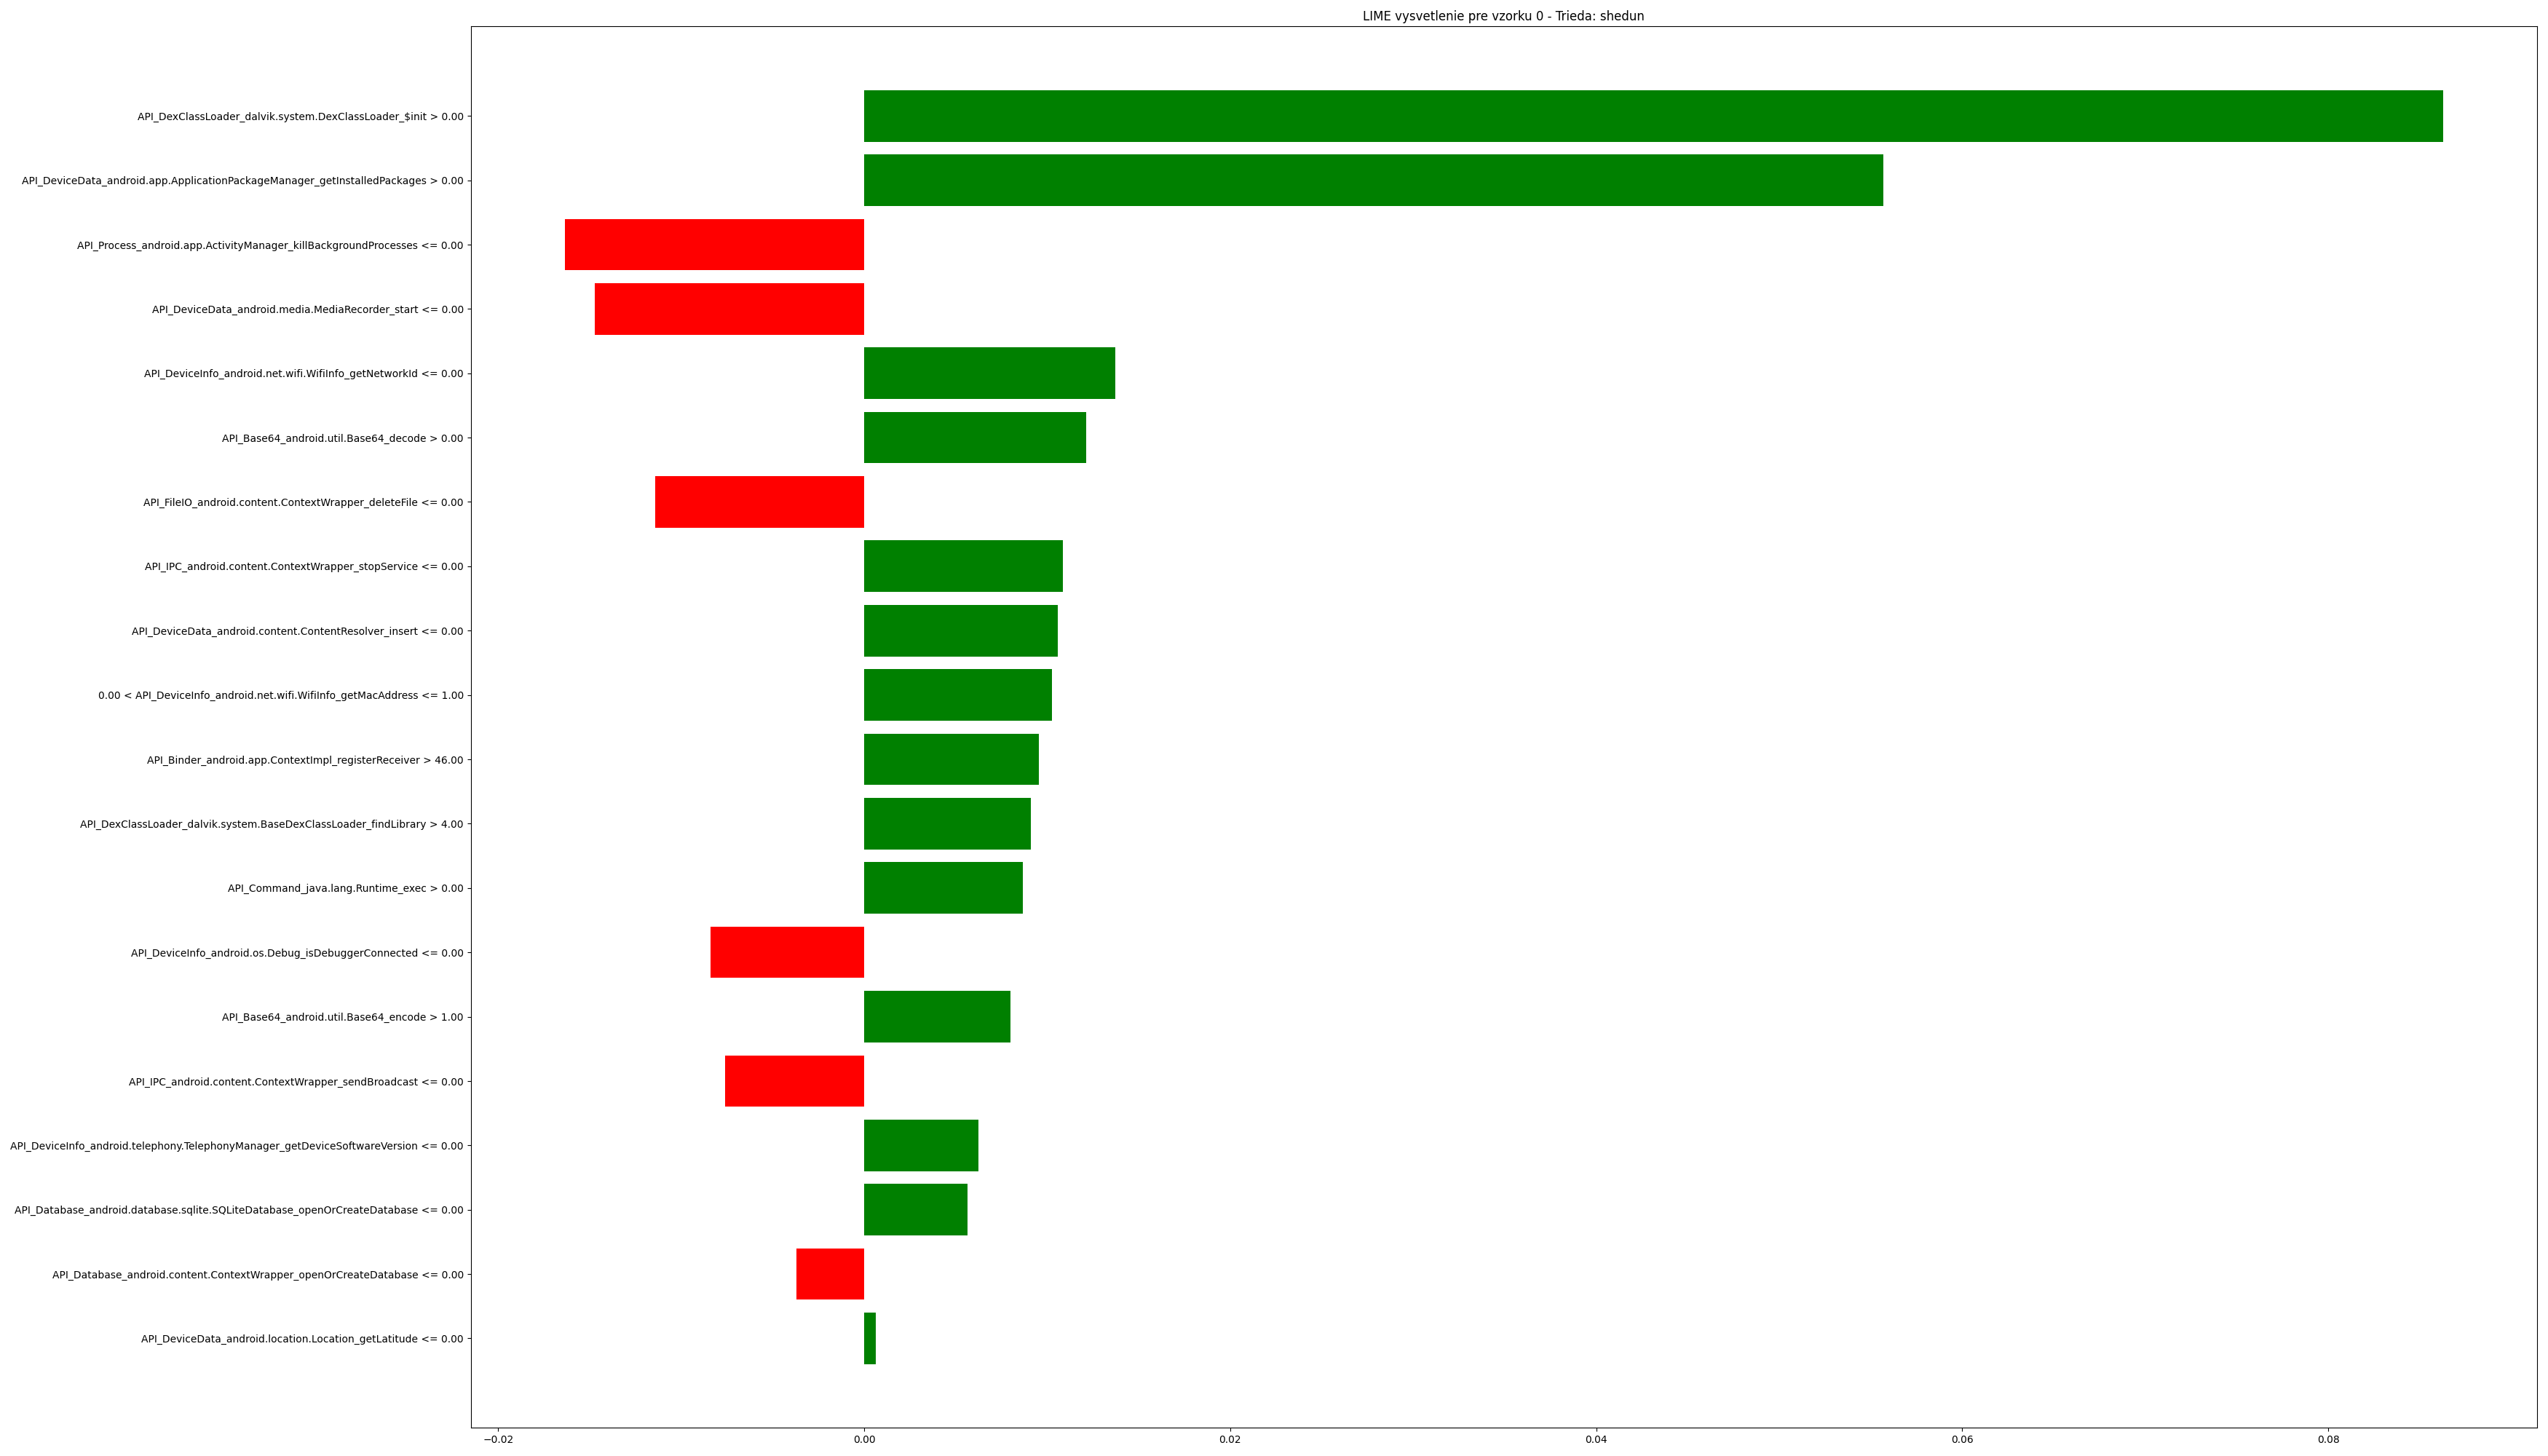 LIME vysvetlenie pre vzorku 0 - Trieda: shedun
API_DexClassLoader_dalvik.system.DexClassLoader_$init > 0.00
API_DeviceData_android.app.ApplicationPackageManager_getInstalledPackages > 0.00
API_Process_android.app.ActivityManager_killBackgroundProcesses <= 0.00
API_DeviceData_android.media.MediaRecorder_start <= 0.00
API_DeviceInfo_android.net.wifi.WifiInfo_getNetworkId <= 0.00
API_Base64_android.util.Base64_decode > 0.00
API_FileIO_android.content.ContextWrapper_deleteFile <= 0.00
API_IPC_android.content.ContextWrapper_stopService <= 0.00
API_DeviceData_android.content.ContentResolver_insert <= 0.00
0.00 < API_DeviceInfo_android.net.wifi.WifiInfo_getMacAddress <= 1.00
API_Binder_android.app.ContextImpl_registerReceiver > 46.00
API_DexClassLoader_dalvik.system.BaseDexClassLoader_findLibrary > 4.00
API_Command_java.lang.Runtime_exec > 0.00
API_DeviceInfo_android.os.Debug_isDebuggerConnected <= 0.00
API_Base64_android.util.Base64_encode > 1.00
API_IPC_android.content.ContextWrapper_sendBroadcast <= 0.00
API_DeviceInfo_android.telephony.TelephonyManager_getDeviceSoftwareVersion <= 0.00
API_Database_android.database.sqlite.SQLiteDatabase_openOrCreateDatabase <= 0.00
API_Database_android.content.ContextWrapper_openOrCreateDatabase <= 0.00
API_DeviceData_android.location.Location_getLatitude <= 0.00
−0.02 0.00 0.02 0.04 0.06 0.08